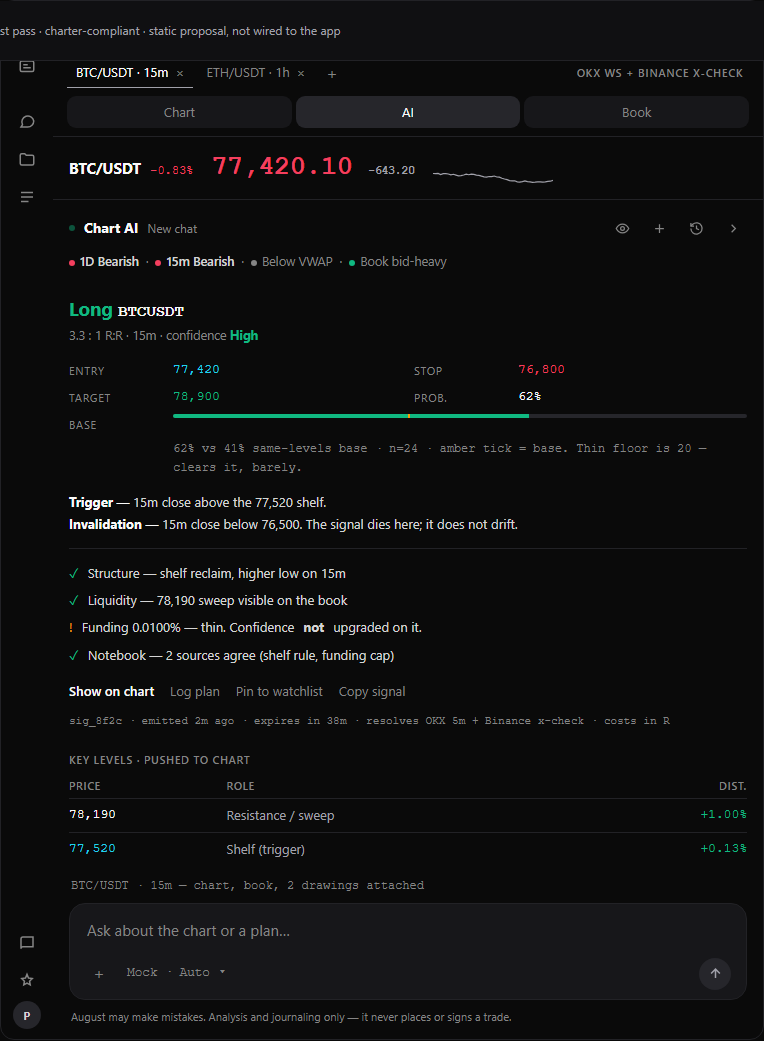 st pass · charter-compliant · static proposal, not wired to the app
BTC/USDT · 15m × ETH/USDT · 1h × + OKX WS + BINANCE X-CHECK
Chart AI Book
BTC/USDT −0.83% 77,420.10 −643.20
Chart AI New chat
1D Bearish · 15m Bearish · Below VWAP · Book bid-heavy
Long BTCUSDT
3.3 : 1 R:R · 15m · confidence High
ENTRY 77,420 STOP 76,800
TARGET 78,900 PROB. 62%
BASE
62% vs 41% same-levels base · n=24 · amber tick = base. Thin floor is 20 —
clears it, barely.
Trigger — 15m close above the 77,520 shelf.
Invalidation — 15m close below 76,500. The signal dies here; it does not drift.
✓ Structure — shelf reclaim, higher low on 15m
✓ Liquidity — 78,190 sweep visible on the book
! Funding 0.0100% — thin. Confidence not upgraded on it.
✓ Notebook — 2 sources agree (shelf rule, funding cap)
Show on chart Log plan Pin to watchlist Copy signal
sig_8f2c · emitted 2m ago · expires in 38m · resolves OKX 5m + Binance x-check · costs in R
KEY LEVELS · PUSHED TO CHART
PRICE ROLE DIST.
78,190 Resistance / sweep +1.00%
77,520 Shelf (trigger) +0.13%
BTC/USDT · 15m — chart, book, 2 drawings attached
Ask about the chart or a plan...
+ Mock · Auto
P August may make mistakes. Analysis and journaling only — it never places or signs a trade.